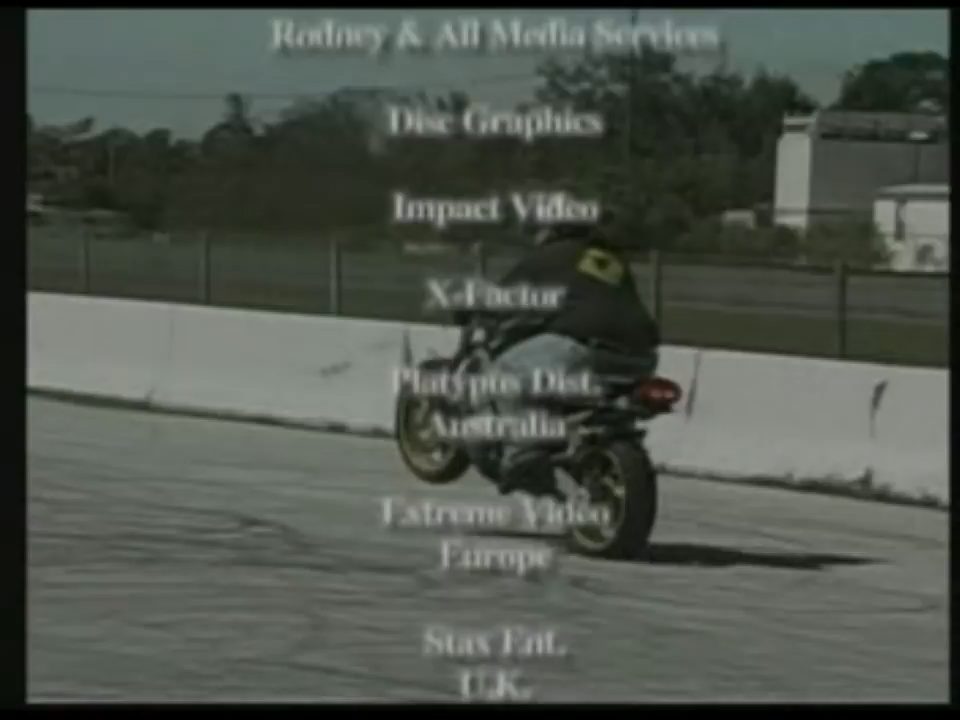 Rodney & All Media Services
Disc Graphics
Impact Video
X-Factor
Platypus Dist.
Australia
Extreme Video
Europe
Stax Ent.
U.K.